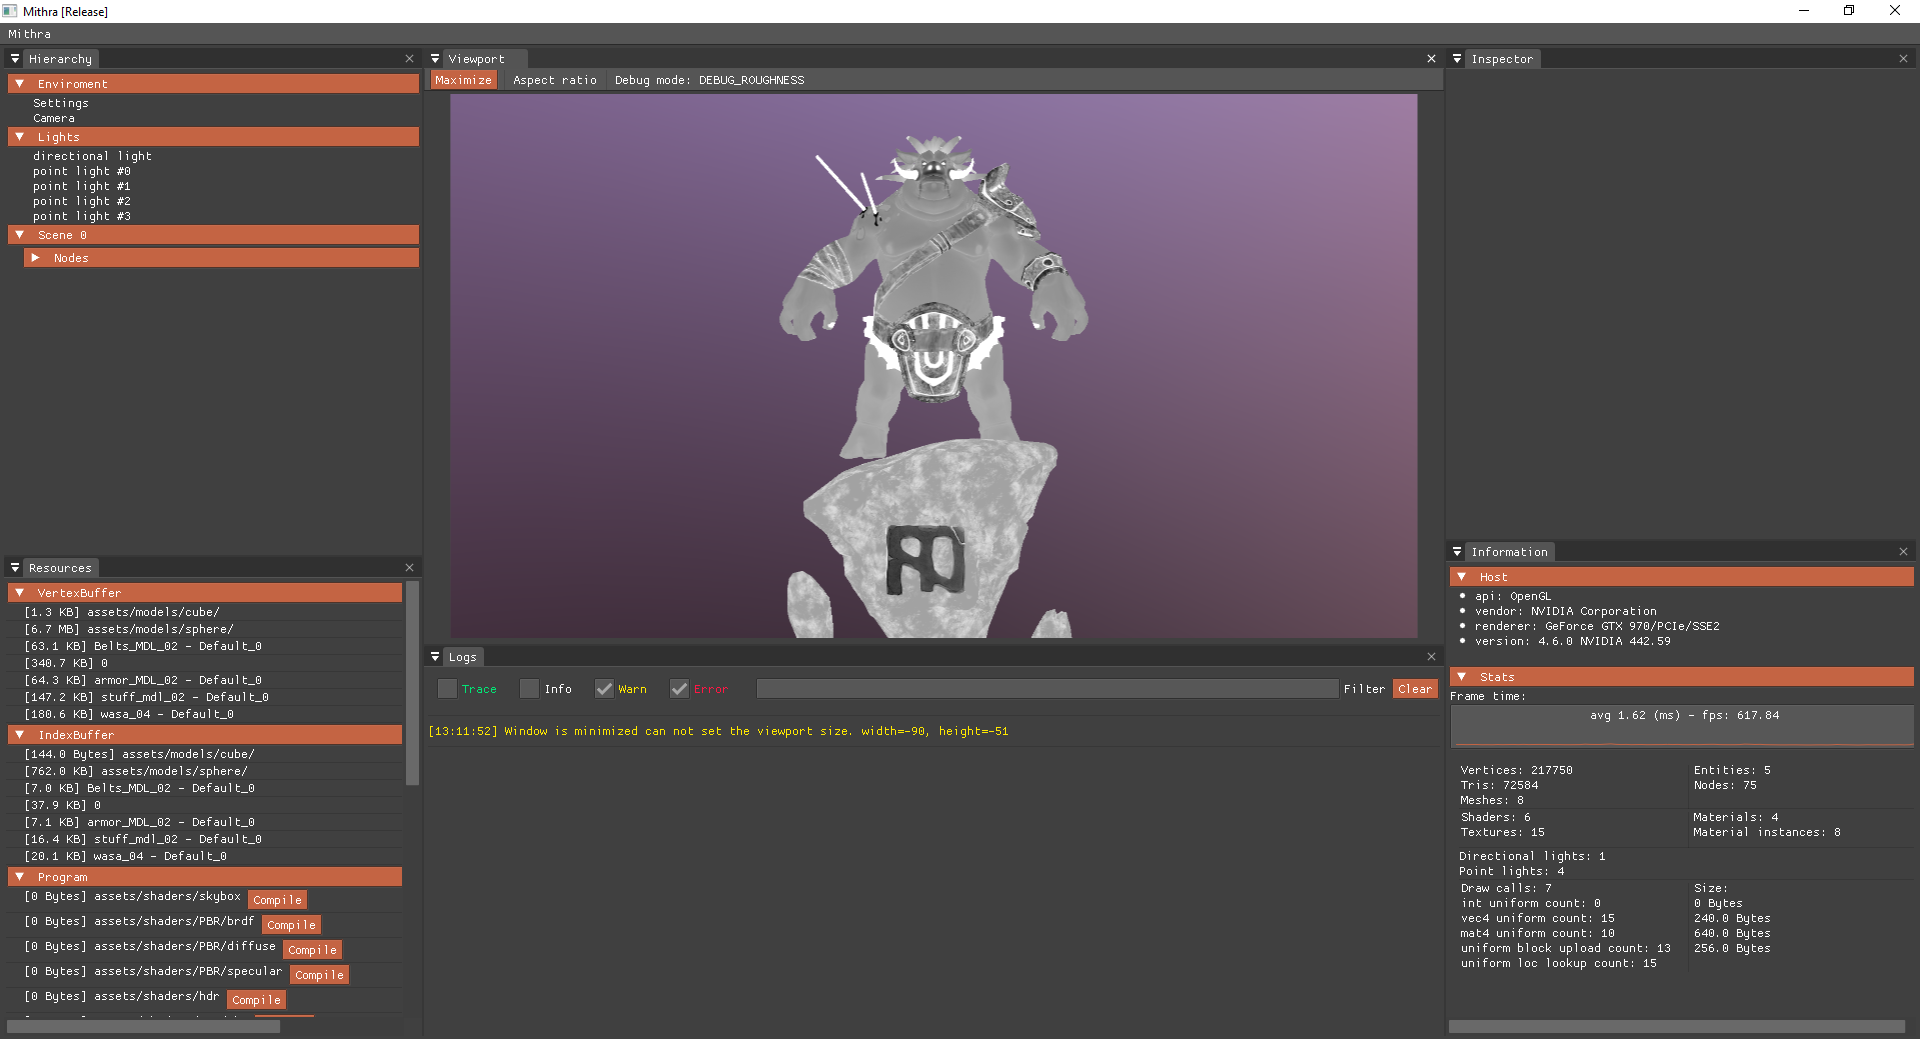 Mithra [Release]
Mithra
Hierarchy
Enviroment
Settings
Camera
Lights
directional light
point light #0
point light #1
point light #2
point light #3
Scene 0
Nodes
Viewport
Maximize Aspect ratio Debug mode: DEBUG_ROUGHNESS
Inspector
Resources
VertexBuffer
[1.3 KB] assets/models/cube/
[6.7 MB] assets/models/sphere/
[63.1 KB] Belts_MDL_02 - Default_0
[340.7 KB] 0
[64.3 KB] armor_MDL_02 - Default_0
[147.2 KB] stuff_mdl_02 - Default_0
[180.6 KB] wasa_04 - Default_0
IndexBuffer
[144.0 Bytes] assets/models/cube/
[762.0 KB] assets/models/sphere/
[7.0 KB] Belts_MDL_02 - Default_0
[37.9 KB] 0
[7.1 KB] armor_MDL_02 - Default_0
[16.4 KB] stuff_mdl_02 - Default_0
[20.1 KB] wasa_04 - Default_0
Program
[0 Bytes] assets/shaders/skybox Compile
[0 Bytes] assets/shaders/PBR/brdf Compile
[0 Bytes] assets/shaders/PBR/diffuse Compile
[0 Bytes] assets/shaders/PBR/specular Compile
[0 Bytes] assets/shaders/hdr Compile
Logs
Trace Info Warn Error Filter Clear
[13:11:52] Window is minimized can not set the viewport size. width=-90, height=-51
Information
Host
api: OpenGL
vendor: NVIDIA Corporation
renderer: GeForce GTX 970/PCIe/SSE2
version: 4.6.0 NVIDIA 442.59
Stats
Frame time:
avg 1.62 (ms) - fps: 617.84
Vertices: 217750 Entities: 5
Tris: 72584 Nodes: 75
Meshes: 8
Shaders: 6 Materials: 4
Textures: 15 Material instances: 8
Directional lights: 1
Point lights: 4
Draw calls: 7 Size:
int uniform count: 0 0 Bytes
vec4 uniform count: 15 240.0 Bytes
mat4 uniform count: 10 640.0 Bytes
uniform block upload count: 13 256.0 Bytes
uniform loc lookup count: 15